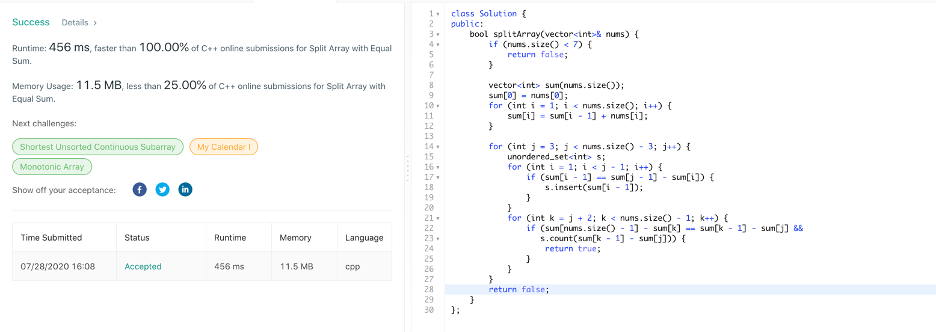 Success Details >
Runtime: 456 ms, faster than 100.00% of C++ online submissions for Split Array with Equal
Sum.
Memory Usage: 11.5 MB, less than 25.00% of C++ online submissions for Split Array with
Equal Sum.
Next challenges:
Shortest Unsorted Continuous Subarray My Calendar I
Monotonic Array
Show off your acceptance:
Time Submitted Status Runtime Memory Language
07/28/2020 16:08 Accepted 456 ms 11.5 MB cpp
1 class Solution {
2 public:
3 bool splitArray(vector<int>& nums) {
4 if (nums.size() < 7) {
5 return false;
6 }
7
8 vector<int> sum(nums.size());
9 sum[0] = nums[0];
10 for (int i = 1; i < nums.size(); i++) {
11 sum[i] = sum[i - 1] + nums[i];
12 }
13
14 for (int j = 3; j < nums.size() - 3; j++) {
15 unordered_set<int> s;
16 for (int i = 1; i < j - 1; i++) {
17 if (sum[i - 1] == sum[j - 1] - sum[i]) {
18 s.insert(sum[i - 1]);
19 }
20 }
21 for (int k = j + 2; k < nums.size() - 1; k++) {
22 if (sum[nums.size() - 1] - sum[k] == sum[k - 1] - sum[j] &&
23 s.count(sum[k - 1] - sum[j])) {
24 return true;
25 }
26 }
27 }
28 return false;
29 }
30 };